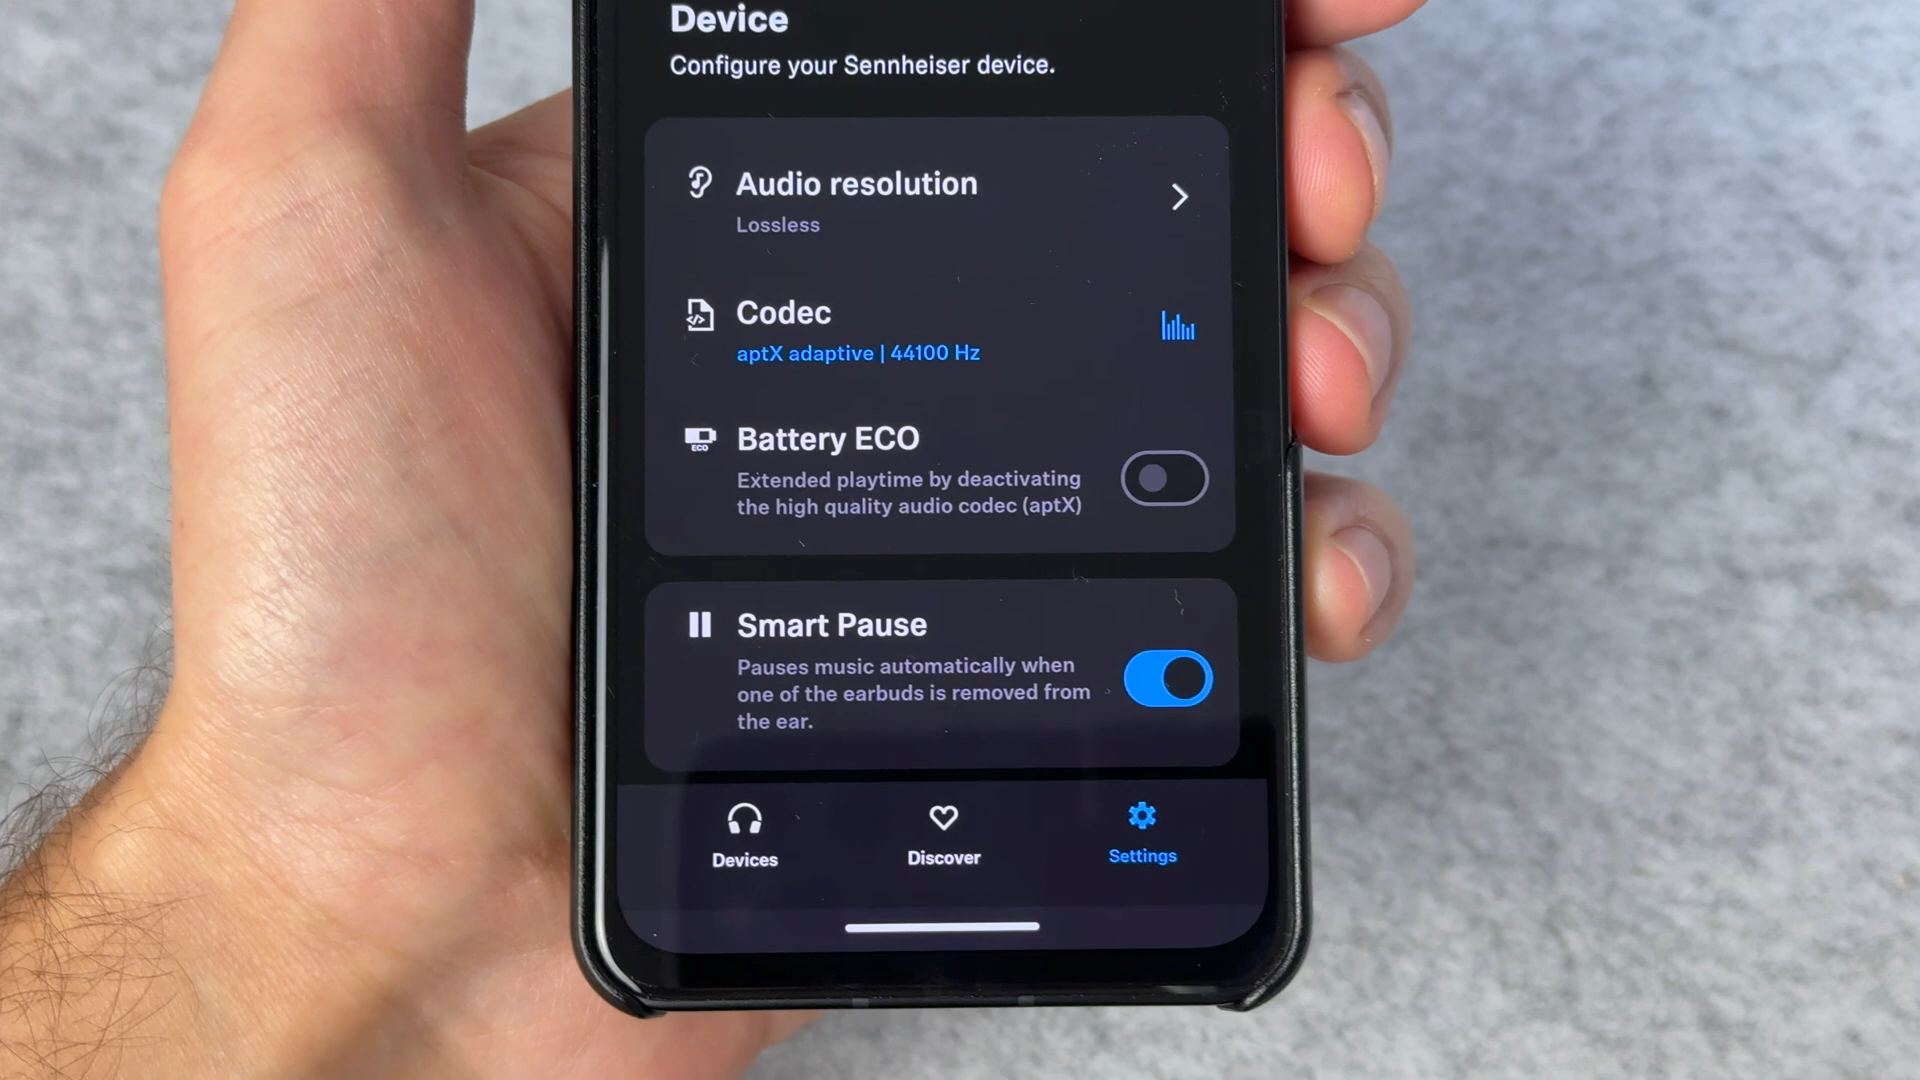 Device
Configure your Sennheiser device.
Audio resolution
Lossless
Codec
aptX adaptive | 44100 Hz
Battery ECO
ECO
Extended playtime by deactivating
the high quality audio codec (aptX)
Smart Pause
Pauses music automatically when
one of the earbuds is removed from
the ear.
Devices
Discover
Settings